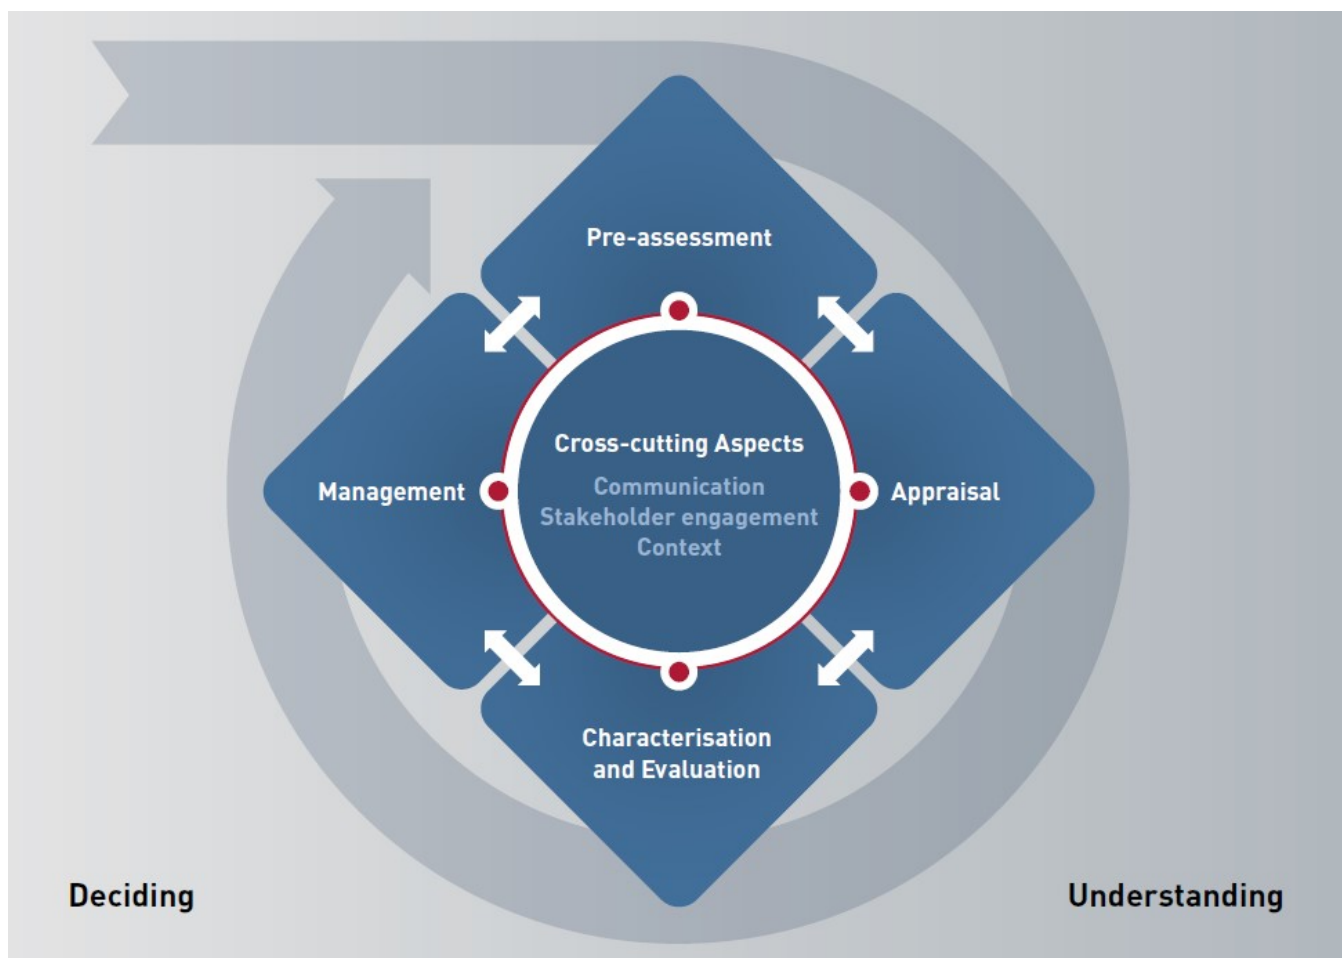 Pre-assessment
Cross-cutting Aspects
Communication
Stakeholder engagement
Context
Management
Appraisal
Characterisation
and Evaluation
Deciding
Understanding